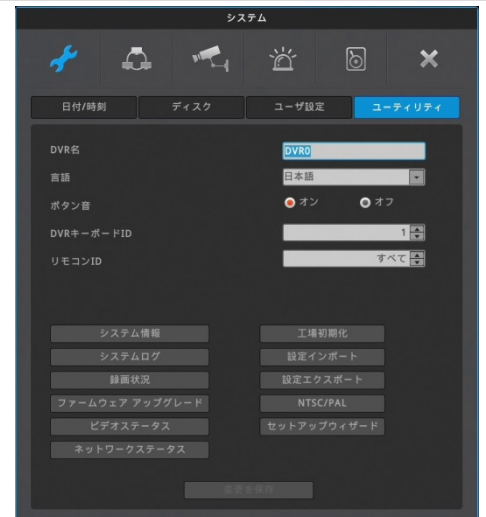 システム
日付/時刻 ディスク ユーザ設定 ユーティリティ
DVR名 DVR0
言語 日本語
ボタン音 オン オフ
DVRキーボードID 1
リモコンID すべて
システム情報 工場初期化
システムログ 設定インポート
録画状況 設定エクスポート
ファームウェア アップグレード NTSC/PAL
ビデオステータス セットアップウィザード
ネットワークステータス
変更を保存